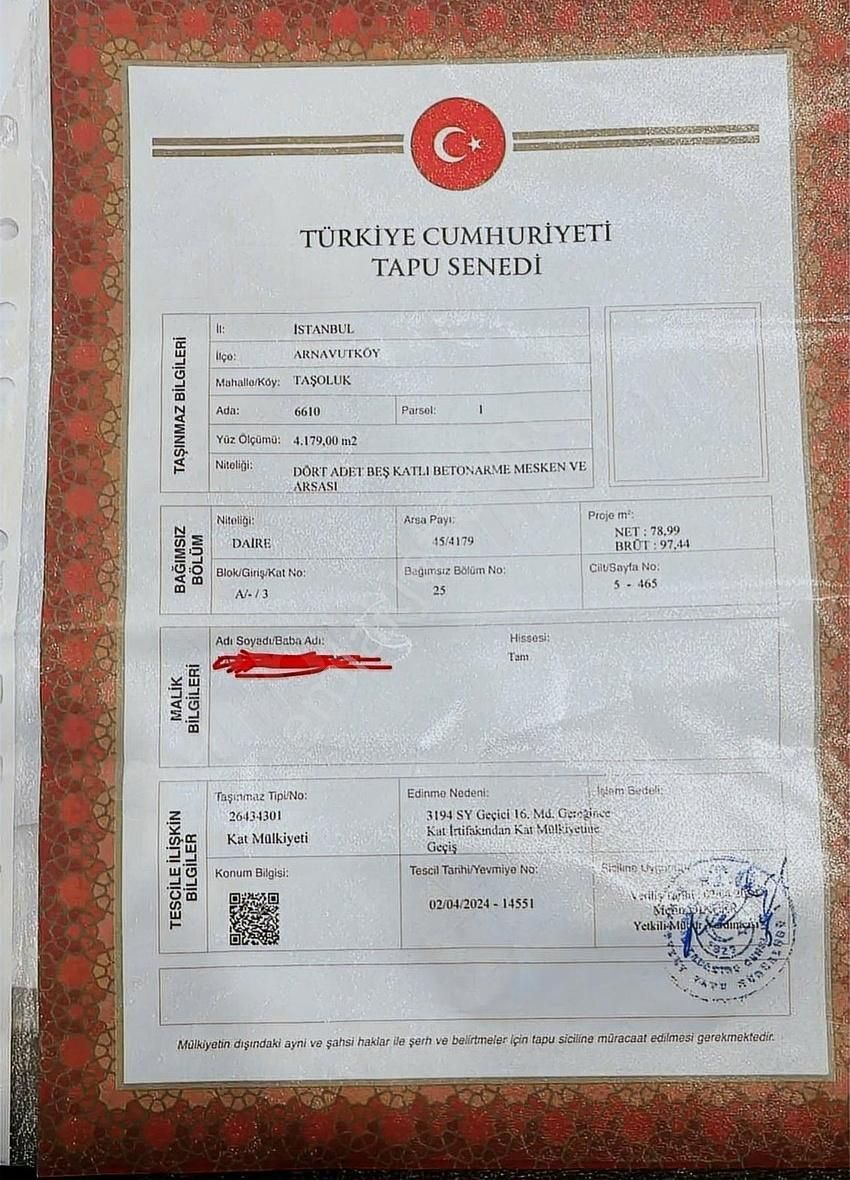 TÜRKİYE CUMHURİYETİ
TAPU SENEDİ
TAŞINMAZ BİLGİLERİ
İl: İSTANBUL
İlçe: ARNAVUTKÖY
Mahalle/Köy: TAŞOLUK
Ada: 6610 Parsel: 1
Yüz Ölçümü: 4.179,00 m2
Niteliği: DÖRT ADET BEŞ KATLI BETONARME MESKEN VE
ARSASI
BAĞIMSIZ
BÖLÜM
Niteliği: Arsa Payı: Proje m²:
DAİRE 45/4179 NET : 78,99
BRÜT : 97,44
Blok/Giriş/Kat No: Bağımsız Bölüm No: Cilt/Sayfa No:
A/- / 3 25 5 - 465
MALİK
BİLGİLERİ
Adı Soyadı/Baba Adı: Hissesi:
Tam
TESCİLE İLİŞKİN
BİLGİLER
Taşınmaz Tipi/No: Edinme Nedeni: İşlem Bedeli:
26434301 3194 SY Geçici 16. Md. Gereğince
Kat Mülkiyeti Kat İrtifakından Kat Mülkiyetine
Geçiş
Konum Bilgisi: Tescil Tarihi/Yevmiye No: Siciline
02/04/2024 - 14551
Veriliş Tarihi
Yetkili Müdür Yardımcısı
Mülkiyetin dışındaki ayni ve şahsi haklar ile şerh ve belirtmeler için tapu siciline müracaat edilmesi gerekmektedir.